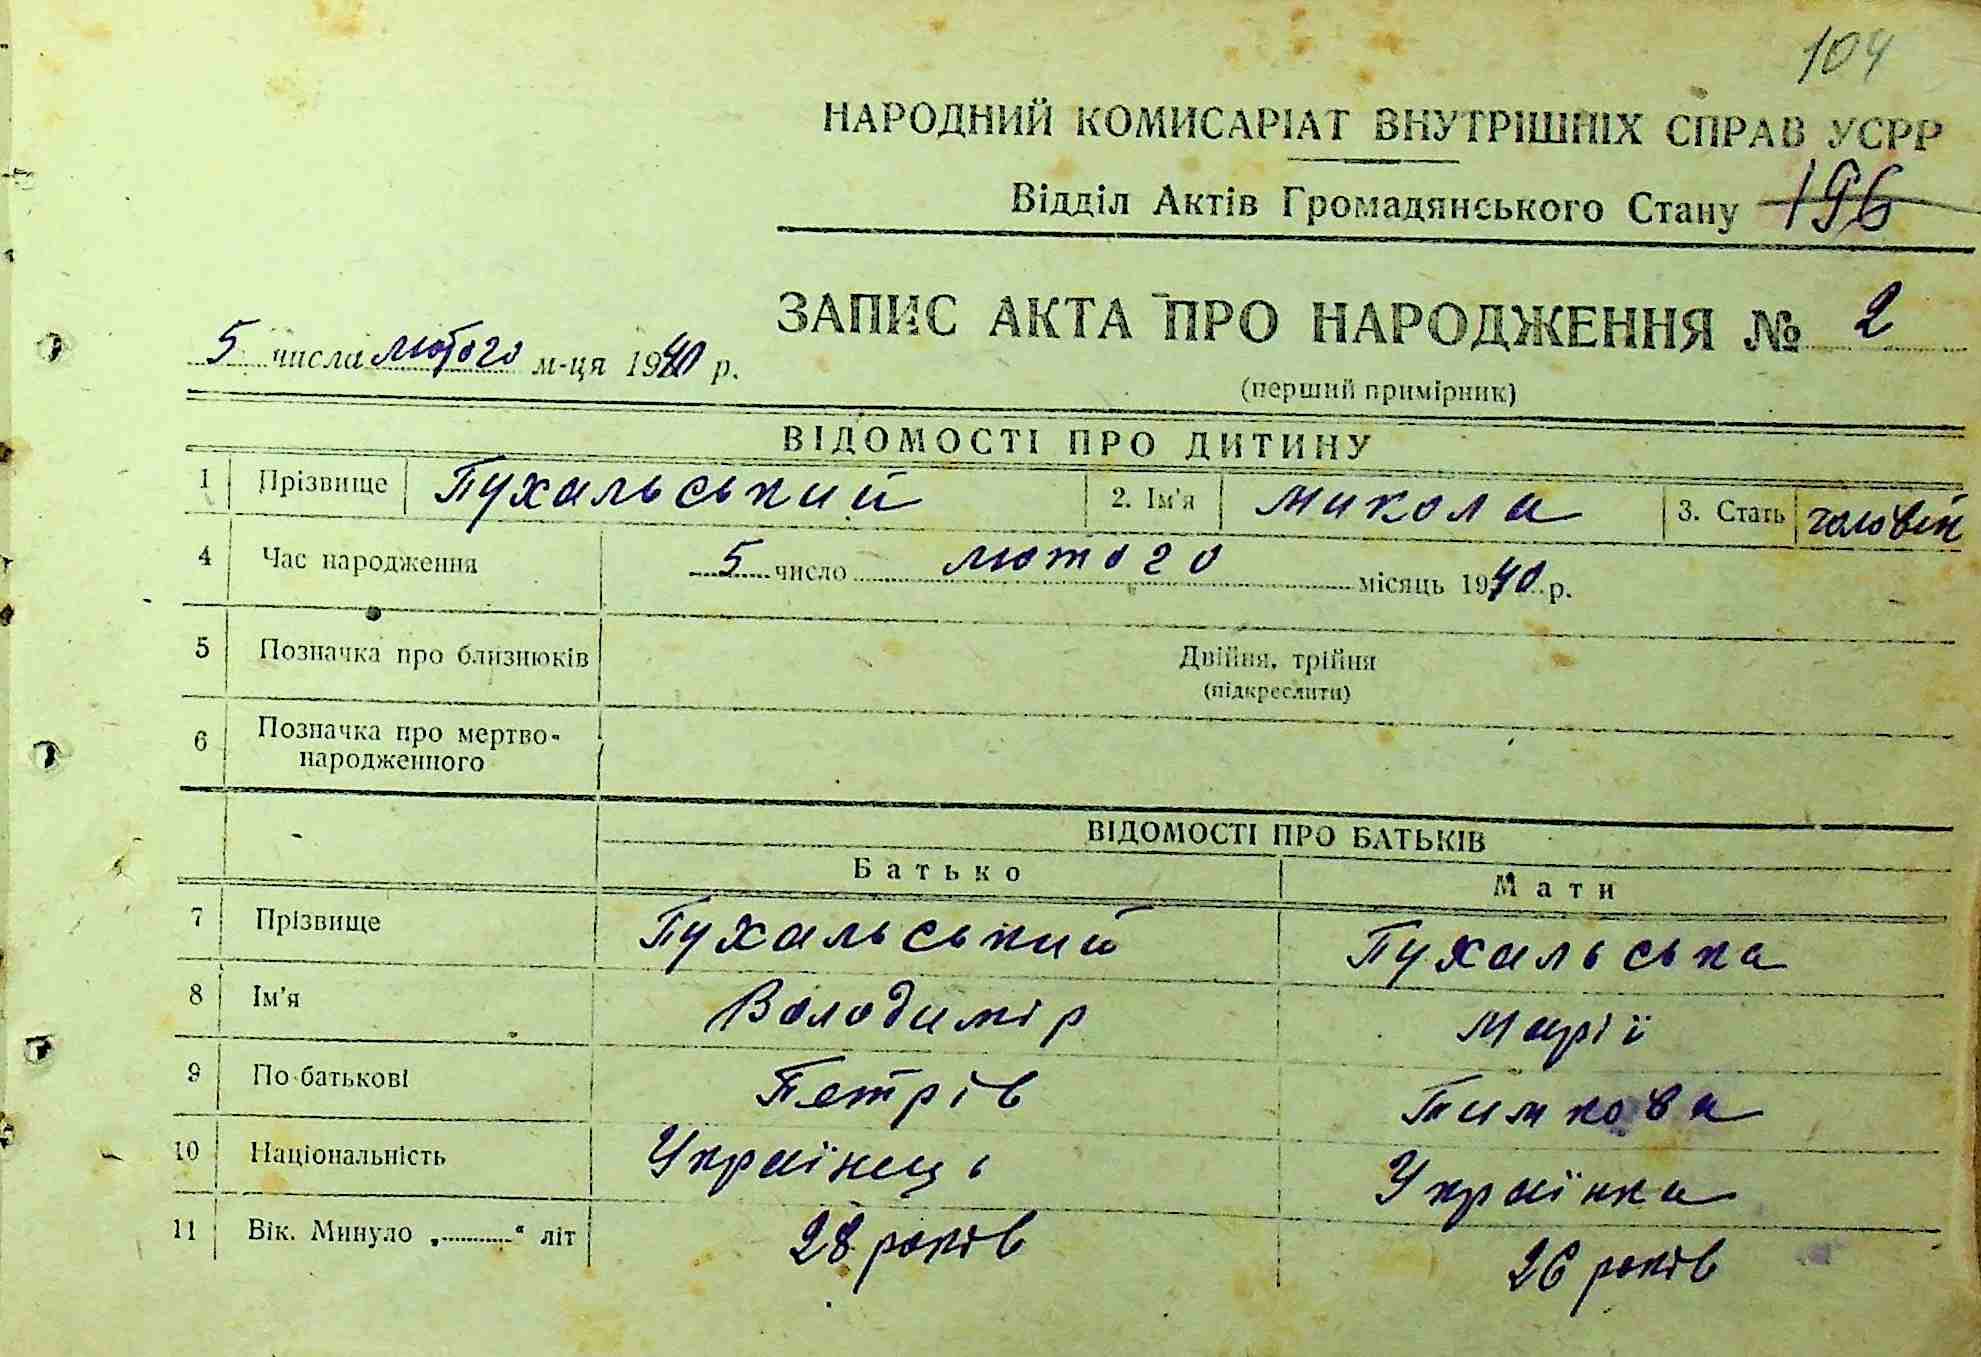 104
НАРОДНИЙ КОМИСАРІАТ ВНУТРІШНІХ СПРАВ УСРР
Відділ Актів Громадянського Стану 196
ЗАПИС АКТА ПРО НАРОДЖЕННЯ № 2
5 числа лютого м-ця 1940 р.
(перший примірник)
ВІДОМОСТІ ПРО ДИТИНУ
1 Прізвище Пухальський 2. Ім'я Микола 3. Стать чоловіч
4 Час народження 5 число лютого місяць 1940 р.
5 Позначка про близнюків Двійня, трійня
(підкреслити)
6 Позначка про мертво-
народженного
ВІДОМОСТІ ПРО БАТЬКІВ
Батько Мати
7 Прізвище Пухальський Пухальська
8 Ім'я Володимір Марії
9 По-батькові Петрів Тимкова
10 Національність Українець Українка
11 Вік. Минуло „..........“ літ 28 років 26 років